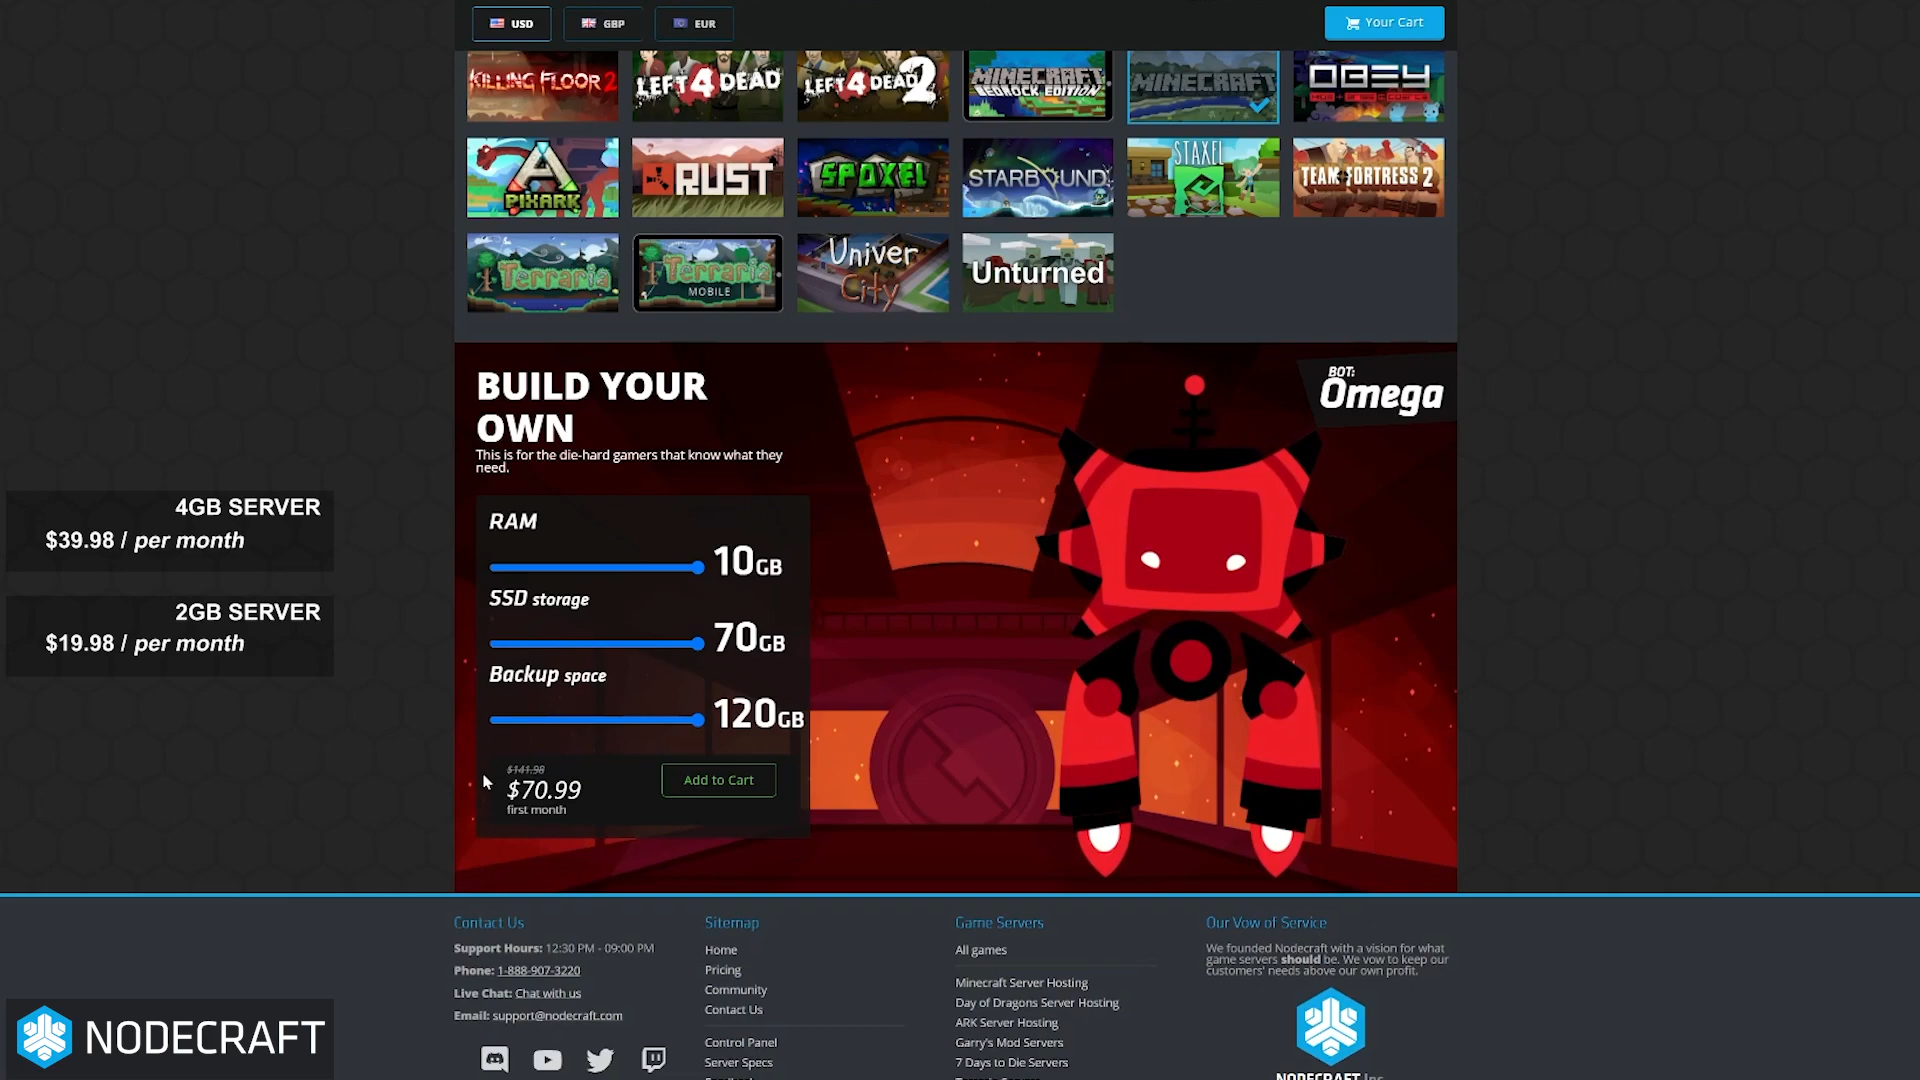 USD
GBP
EUR
Your Cart
KILLING FLOOR 2
LEFT 4 DEAD
LEFT 4 DEAD 2
MINECRAFT
BEDROCK EDITION
MINECRAFT
OBEY
PIXARK
RUST
SPOXEL
STARBOUND
STAXEL
TEAM FORTRESS 2
Terraria
Terraria
MOBILE
Univer
City
Unturned
BUILD YOUR
OWN
This is for the die-hard gamers that know what they
need.
BOT:
Omega
RAM
10GB
SSD storage
70GB
Backup space
120GB
$141.98
$70.99
first month
Add to Cart
4GB SERVER
$39.98 / per month
2GB SERVER
$19.98 / per month
Contact Us
Support Hours: 12:30 PM - 09:00 PM
Phone: 1-888-907-3220
Live Chat: Chat with us
Email: support@nodecraft.com
Sitemap
Home
Pricing
Community
Contact Us
Control Panel
Server Specs
Game Servers
All games
Minecraft Server Hosting
Day of Dragons Server Hosting
ARK Server Hosting
Garry's Mod Servers
7 Days to Die Servers
Our Vow of Service
We founded Nodecraft with a vision for what
game servers should be. We vow to keep our
customers' needs above our own profit.
NODECRAFT Inc
NODECRAFT